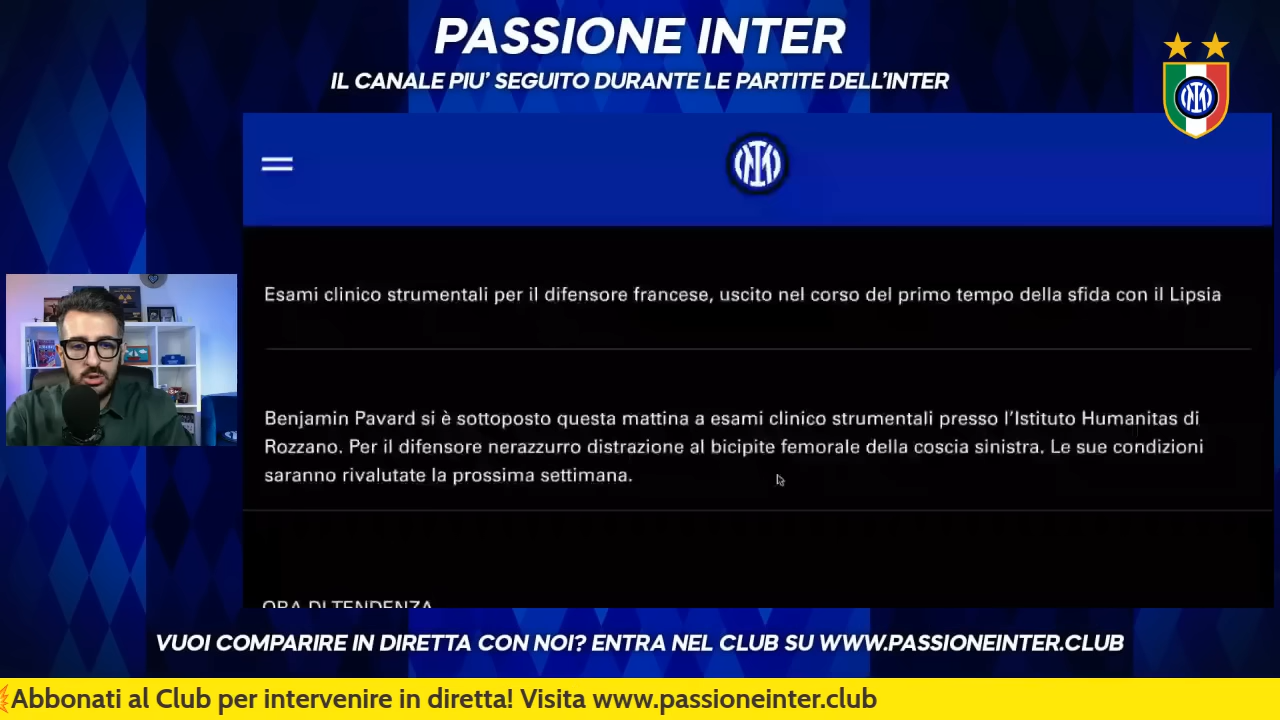 PASSIONE INTER
IL CANALE PIU' SEGUITO DURANTE LE PARTITE DELL'INTER
Esami clinico strumentali per il difensore francese, uscito nel corso del primo tempo della sfida con il Lipsia
Benjamin Pavard si è sottoposto questa mattina a esami clinico strumentali presso l'Istituto Humanitas di
Rozzano. Per il difensore nerazzurro distrazione al bicipite femorale della coscia sinistra. Le sue condizioni
saranno rivalutate la prossima settimana.
ORA DI TENDENZA
VUOI COMPARIRE IN DIRETTA CON NOI? ENTRA NEL CLUB SU WWW.PASSIONEINTER.CLUB
Abbonati al Club per intervenire in diretta! Visita www.passioneinter.club